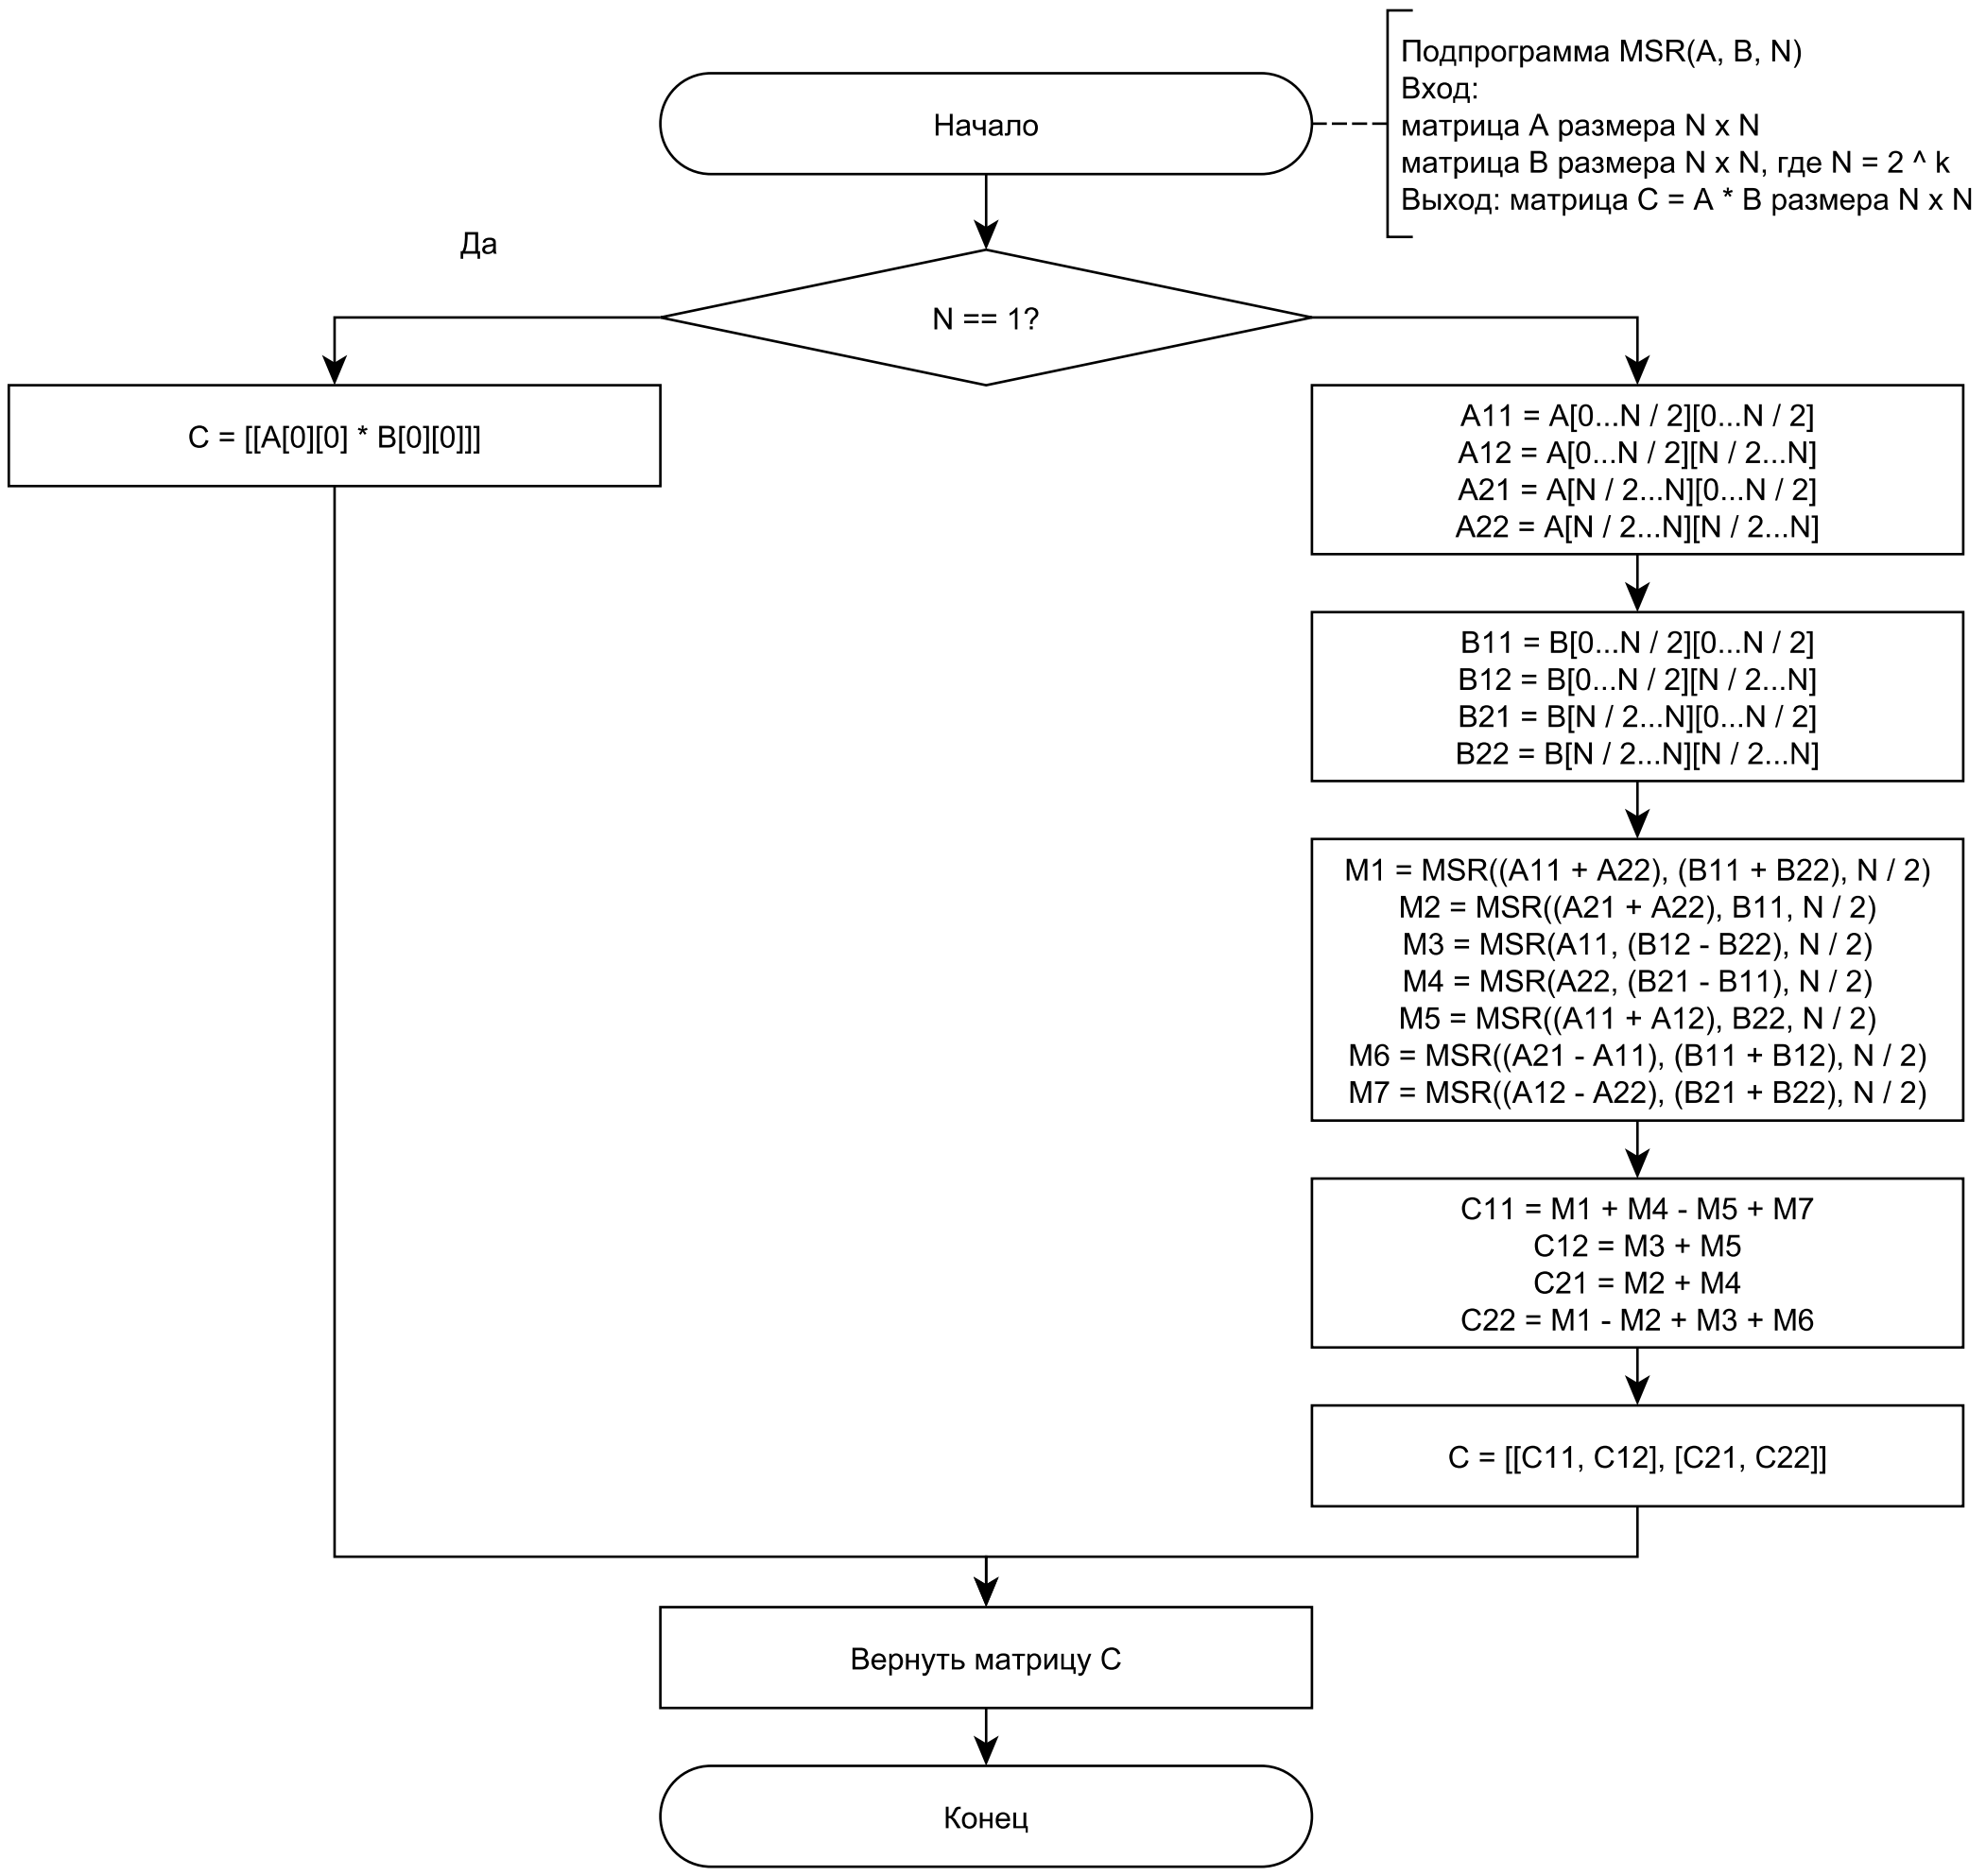 Подпрограмма MSR(A, B, N)
Вход:
матрица A размера N x N
матрица B размера N x N, где N = 2 ^ k
Выход: матрица C = A * B размера N x N
Начало
Да
N == 1?
C = [[A[0][0] * B[0][0]]]
A11 = A[0...N / 2][0...N / 2]
A12 = A[0...N / 2][N / 2...N]
A21 = A[N / 2...N][0...N / 2]
A22 = A[N / 2...N][N / 2...N]
B11 = B[0...N / 2][0...N / 2]
B12 = B[0...N / 2][N / 2...N]
B21 = B[N / 2...N][0...N / 2]
B22 = B[N / 2...N][N / 2...N]
M1 = MSR((A11 + A22), (B11 + B22), N / 2)
M2 = MSR((A21 + A22), B11, N / 2)
M3 = MSR(A11, (B12 - B22), N / 2)
M4 = MSR(A22, (B21 - B11), N / 2)
M5 = MSR((A11 + A12), B22, N / 2)
M6 = MSR((A21 - A11), (B11 + B12), N / 2)
M7 = MSR((A12 - A22), (B21 + B22), N / 2)
C11 = M1 + M4 - M5 + M7
C12 = M3 + M5
C21 = M2 + M4
C22 = M1 - M2 + M3 + M6
C = [[C11, C12], [C21, C22]]
Вернуть матрицу C
Конец